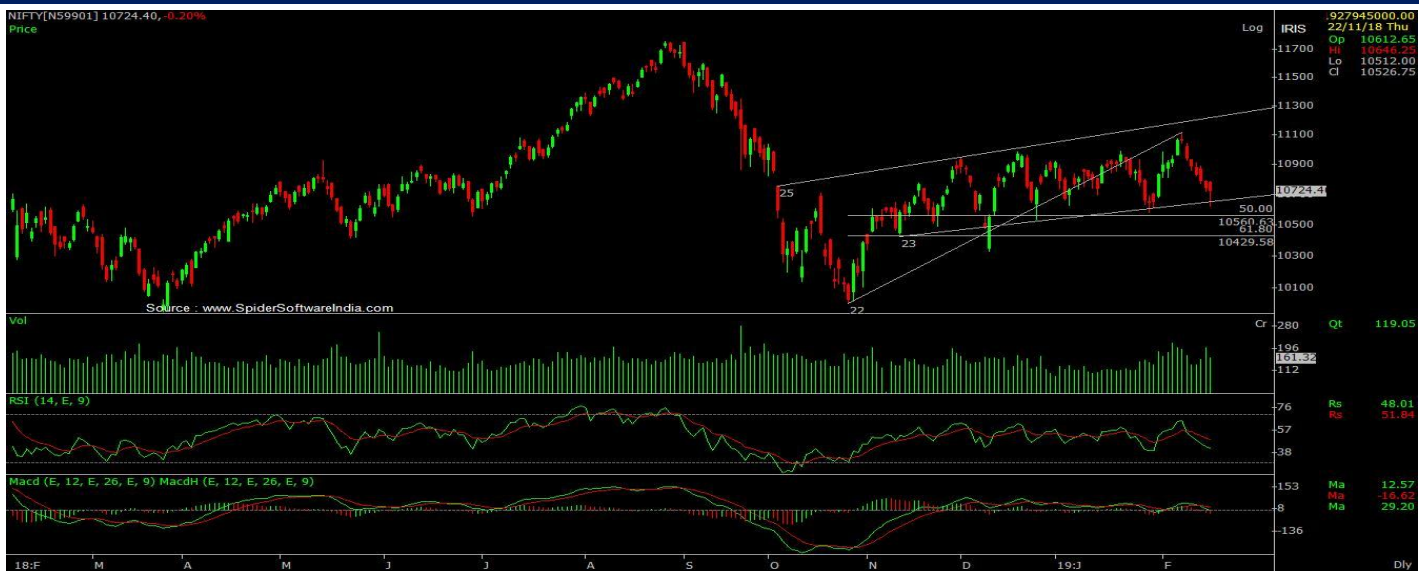 NIFTY[N59901] 10724.40,-0.20%
Price
Log
IRIS
.927945000.00
22/11/18 Thu
Op 10612.65
Hi 10646.25
Lo 10512.00
Cl 10526.75
11700
11500
11300
11100
10900
10724.4
10500
10300
10100
25
23
22
50.00
10560.63
61.80
10429.58
Source : www.SpiderSoftwareIndia.com
Vol
Cr
280
196
161.32
112
Qt 119.05
RSI (14, E, 9)
76
57
38
Rs 48.01
Rs 51.84
Macd (E, 12, E, 26, E, 9) MacdH (E, 12, E, 26, E, 9)
153
8
-136
Ma 12.57
Ma -16.62
Ma 29.20
18:F M A M J J A S O N D 19:J F Dly